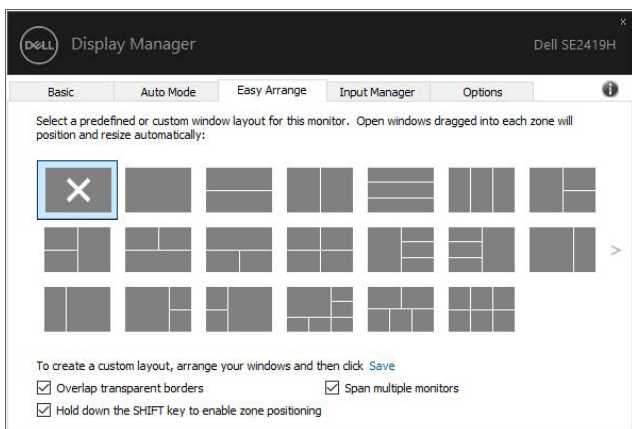 x
DELL Display Manager Dell SE2419H
Basic Auto Mode Easy Arrange Input Manager Options
Select a predefined or custom window layout for this monitor. Open windows dragged into each zone will
position and resize automatically:
>
To create a custom layout, arrange your windows and then click Save
Overlap transparent borders Span multiple monitors
Hold down the SHIFT key to enable zone positioning